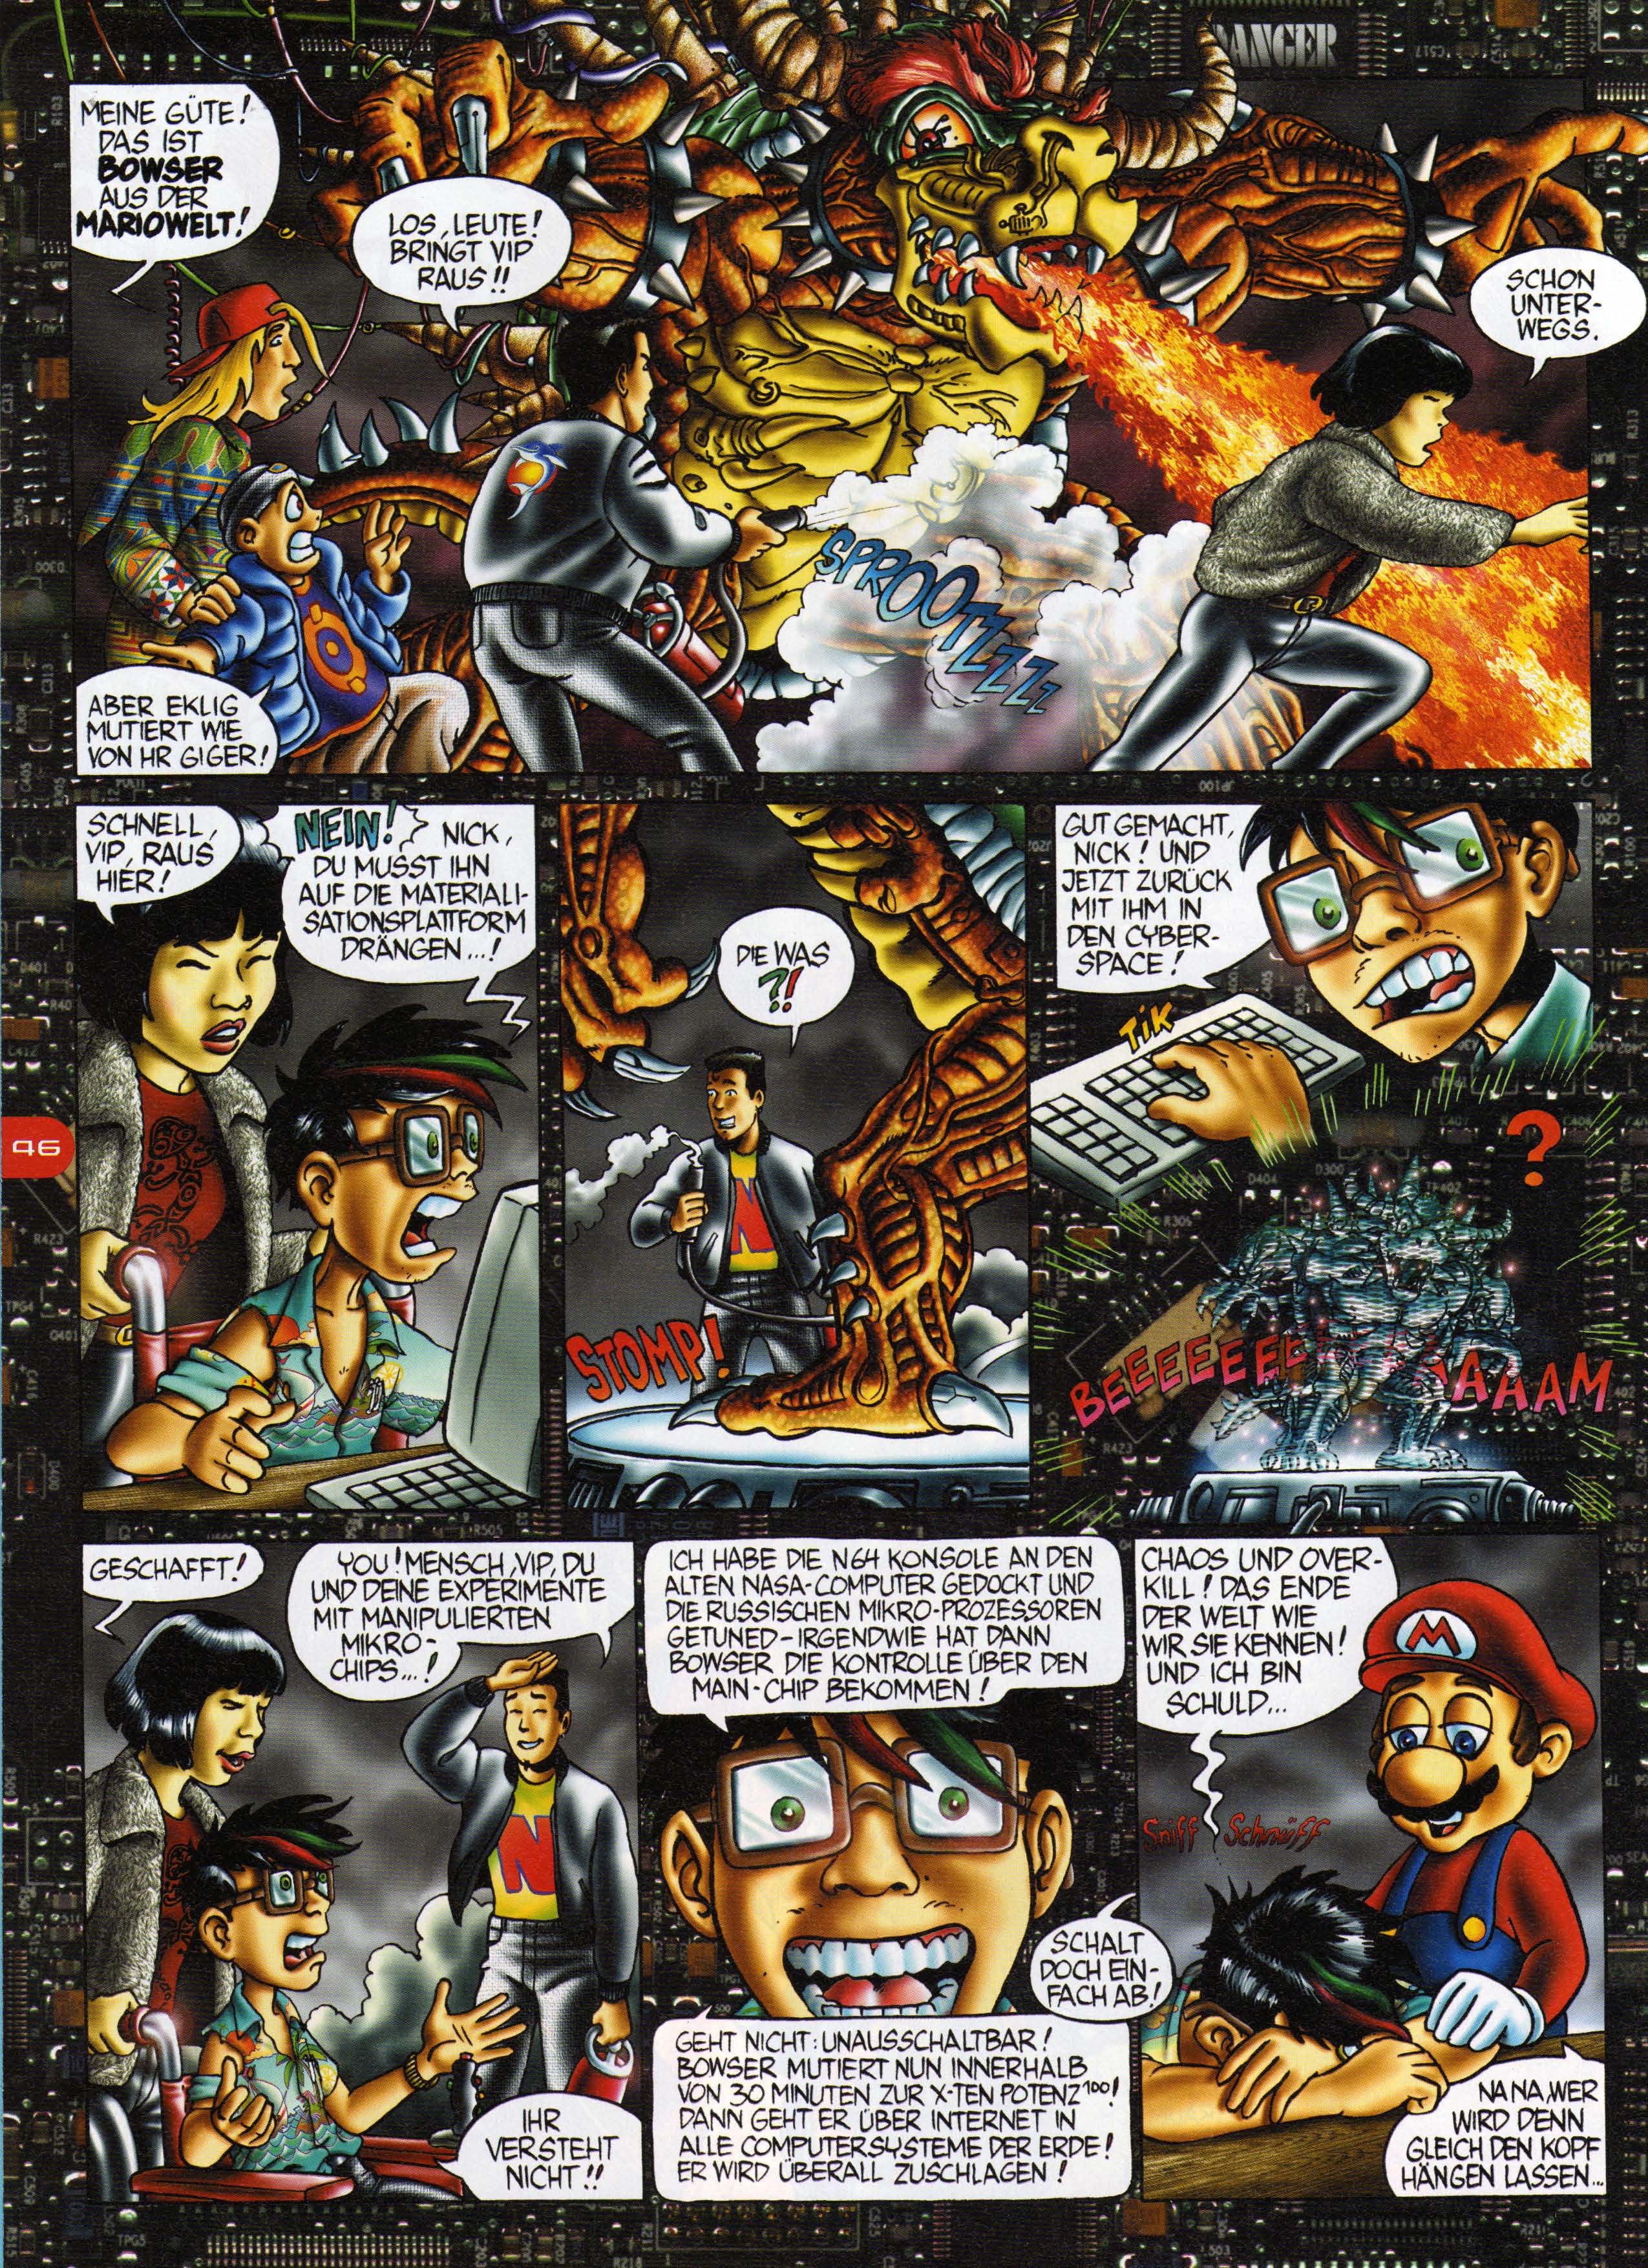 ANGER
MEINE GÜTE!
DAS IST
BOWSER
AUS DER
MARIOWELT!
LOS, LEUTE!
BRINGT VIP
RAUS!!
SCHON
UNTER-
WEGS.
SPROOTZZZZ
ABER EKLIG
MUTIERT WIE
VON HR GIGER!
SCHNELL,
VIP, RAUS
HIER!
NEIN! NICK,
DU MUSST IHN
AUF DIE MATERIALI-
SATIONSPLATTFORM
DRÄNGEN...!
DIE WAS
?!
N
STOMP!
GUT GEMACHT,
NICK! UND
JETZT ZURÜCK
MIT IHM IN
DEN CYBER-
SPACE!
TIK
?
BEEEEEEE AAAAM
46
GESCHAFFT!
YOU! MENSCH, VIP, DU
UND DEINE EXPERIMENTE
MIT MANIPULIERTEN
MIKRO-
CHIPS...!
N
IHR
VERSTEHT
NICHT!!
ICH HABE DIE N64 KONSOLE AN DEN
ALTEN NASA-COMPUTER GEDOCKT UND
DIE RUSSISCHEN MIKRO-PROZESSOREN
GETUNED-IRGENDWIE HAT DANN
BOWSER DIE KONTROLLE ÜBER DEN
MAIN-CHIP BEKOMMEN!
SCHALT
DOCH EIN-
FACH AB!
GEHT NICHT: UNAUSSCHALTBAR!
BOWSER MUTIERT NUN INNERHALB
VON 30 MINUTEN ZUR X-TEN POTENZ¹⁰⁰!
DANN GEHT ER ÜBER INTERNET IN
ALLE COMPUTERSYSTEME DER ERDE!
ER WIRD ÜBERALL ZUSCHLAGEN!
CHAOS UND OVER-
KILL! DAS ENDE
DER WELT WIE
WIR SIE KENNEN!
UND ICH BIN
SCHULD...
M
Sniff Schnüff
NA NA, WER
WIRD DENN
GLEICH DEN KOPF
HÄNGEN LASSEN...